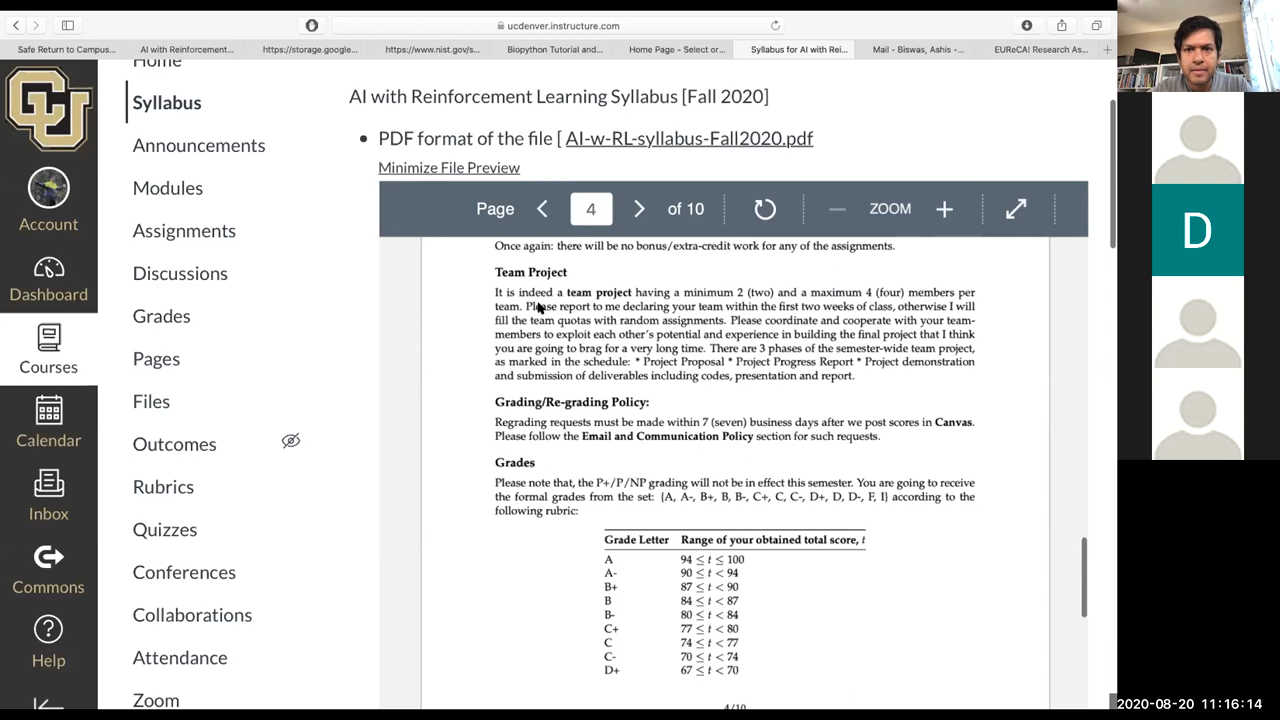 ucdenver.instructure.com
Safe Return to Campus...
AI with Reinforcement...
https://storage.google...
https://www.nist.gov/s...
Biopython Tutorial and...
Home Page - Select or...
Syllabus for AI with Rei...
Mail - Biswas, Ashis -...
EUReCA! Research As...
CU
Account
Dashboard
Courses
Calendar
Inbox
Commons
Help
Home
Syllabus
Announcements
Modules
Assignments
Discussions
Grades
Pages
Files
Outcomes
Rubrics
Quizzes
Conferences
Collaborations
Attendance
Zoom
AI with Reinforcement Learning Syllabus [Fall 2020]
• PDF format of the file [ AI-w-RL-syllabus-Fall2020.pdf
Minimize File Preview
Page 4 of 10 ZOOM
Once again: there will be no bonus/extra-credit work for any of the assignments.
Team Project
It is indeed a team project having a minimum 2 (two) and a maximum 4 (four) members per
team. Please report to me declaring your team within the first two weeks of class, otherwise I will
fill the team quotas with random assignments. Please coordinate and cooperate with your team-
members to exploit each other's potential and experience in building the final project that I think
you are going to brag for a very long time. There are 3 phases of the semester-wide team project,
as marked in the schedule: * Project Proposal * Project Progress Report * Project demonstration
and submission of deliverables including codes, presentation and report.
Grading/Re-grading Policy:
Regrading requests must be made within 7 (seven) business days after we post scores in Canvas.
Please follow the Email and Communication Policy section for such requests.
Grades
Please note that, the P+/P/NP grading will not be in effect this semester. You are going to receive
the formal grades from the set: {A, A-, B+, B, B-, C+, C, C-, D+, D, D-, F, I} according to the
following rubric:
Grade Letter Range of your obtained total score, t
A 94 ≤ t ≤ 100
A- 90 ≤ t < 94
B+ 87 ≤ t < 90
B 84 ≤ t < 87
B- 80 ≤ t < 84
C+ 77 ≤ t < 80
C 74 ≤ t < 77
C- 70 ≤ t < 74
D+ 67 ≤ t < 70
4/10
D
2020-08-20 11:16:14